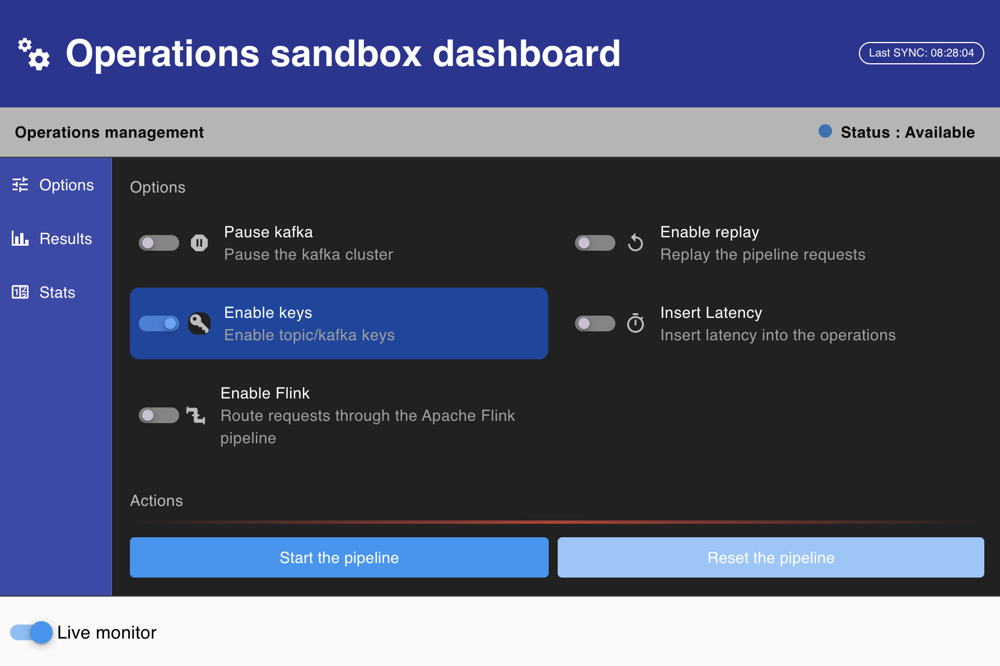 Operations sandbox dashboard
Last SYNC: 08:28:04
Operations management
Status : Available
Options
Results
Stats
Options
Pause kafka
Pause the kafka cluster
Enable replay
Replay the pipeline requests
Enable keys
Enable topic/kafka keys
Insert Latency
Insert latency into the operations
Enable Flink
Route requests through the Apache Flink
pipeline
Actions
Start the pipeline
Reset the pipeline
Live monitor